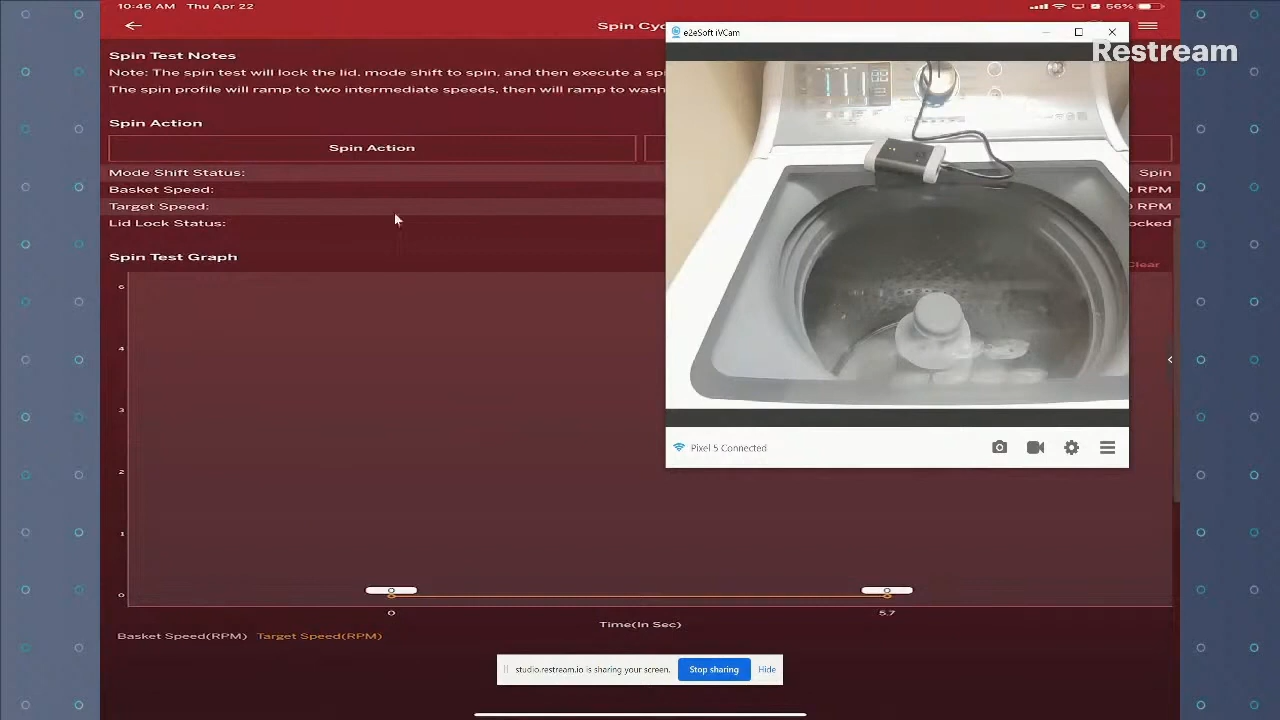 10:46 AM Thu Apr 22
56%
Spin Cyc
e2eSoft iVCam
Restream
Spin Test Notes
Note: The spin test will lock the lid, mode shift to spin, and then execute a spi
The spin profile will ramp to two intermediate speeds, then will ramp to wash
Spin Action
Spin Action
Mode Shift Status:
Spin
Basket Speed:
0 RPM
Target Speed:
0 RPM
Lid Lock Status:
ocked
Spin Test Graph
Clear
6
4
3
2
1
0
0
5.7
Time(In Sec)
Basket Speed(RPM) Target Speed(RPM)
Pixel 5 Connected
studio.restream.io is sharing your screen.
Stop sharing
Hide